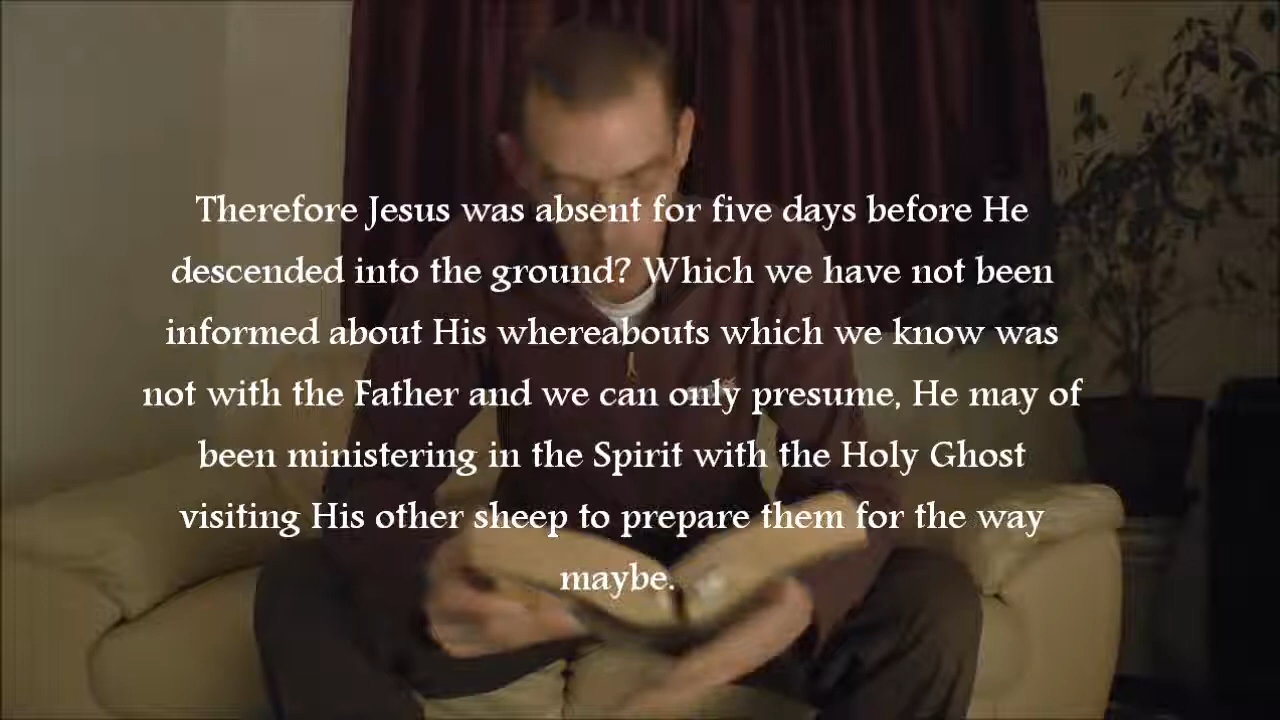 Therefore Jesus was absent for five days before He
descended into the ground? Which we have not been
informed about His whereabouts which we know was
not with the Father and we can only presume, He may of
been ministering in the Spirit with the Holy Ghost
visiting His other sheep to prepare them for the way
maybe.